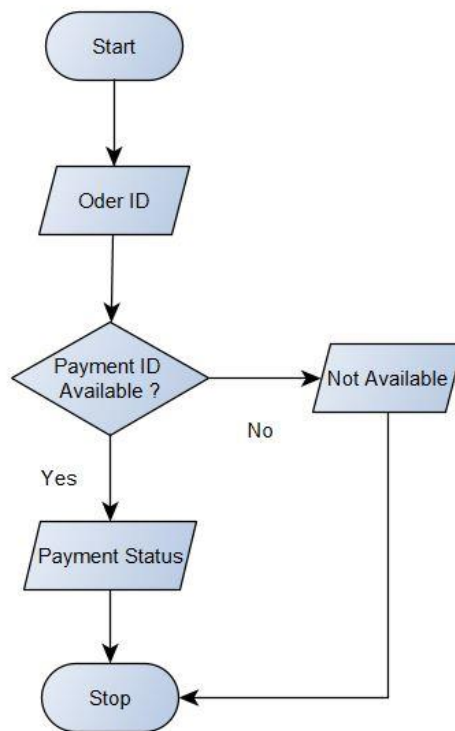 Start
Oder ID
Payment ID
Available ?
Not Available
No
Yes
Payment Status
Stop